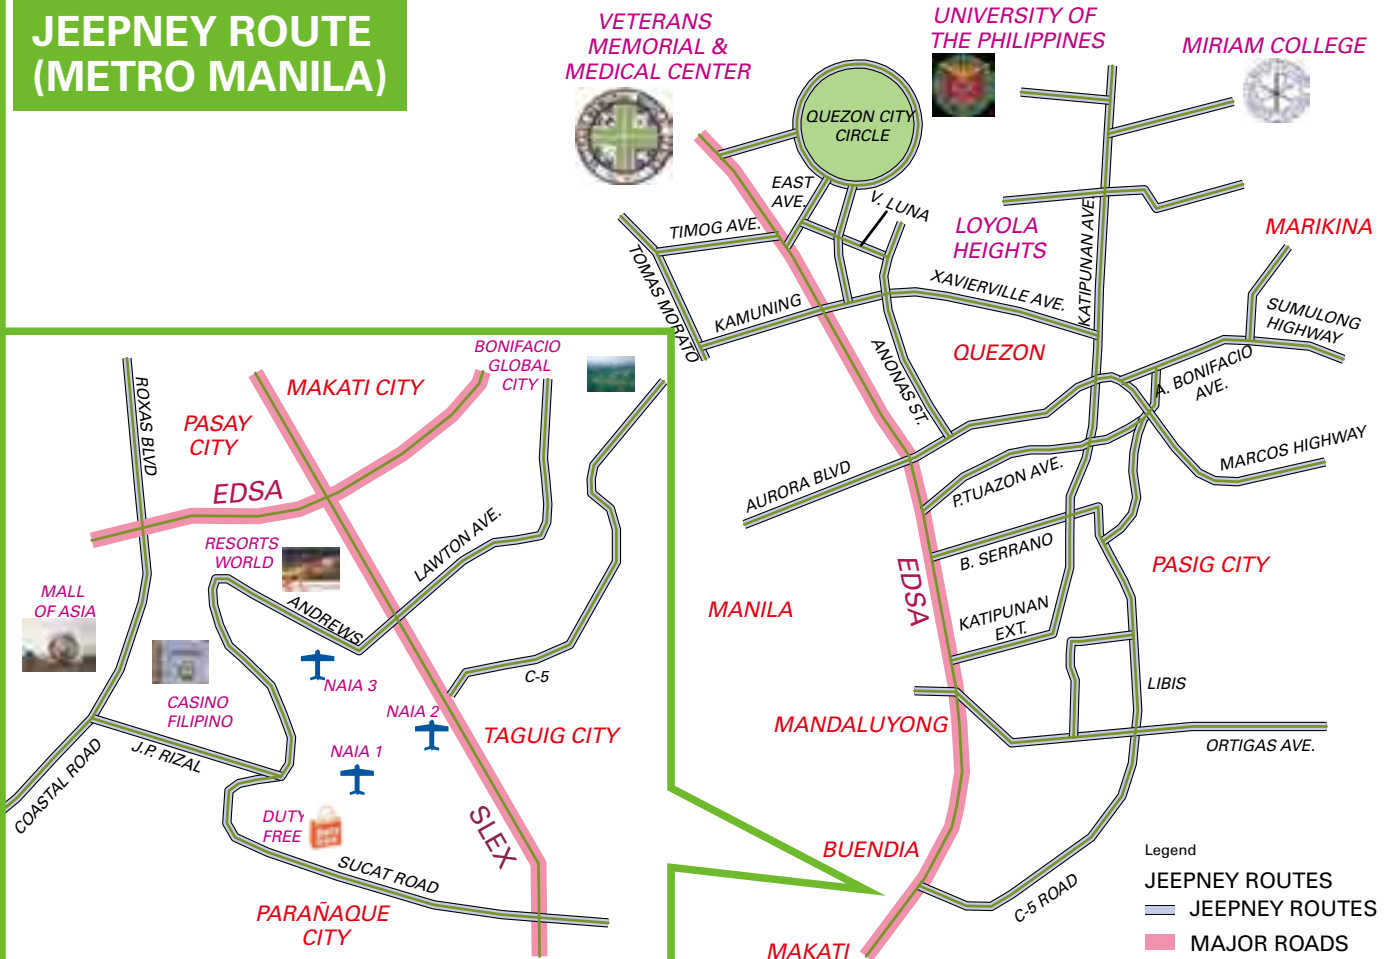 JEEPNEY ROUTE
(METRO MANILA)
VETERANS
MEMORIAL &
MEDICAL CENTER
UNIVERSITY OF
THE PHILIPPINES
MIRIAM COLLEGE
QUEZON CITY
CIRCLE
EAST
AVE.
V. LUNA
TIMOG AVE.
TOMAS MORATO
KAMUNING
LOYOLA
HEIGHTS
KATIPUNAN AVE.
MARIKINA
XAVIERVILLE AVE.
SUMULONG
HIGHWAY
QUEZON
ANONAS ST.
A. BONIFACIO
AVE.
MARCOS HIGHWAY
AURORA BLVD
P.TUAZON AVE.
B. SERRANO
EDSA
PASIG CITY
MANILA
KATIPUNAN
EXT.
LIBIS
MANDALUYONG
ORTIGAS AVE.
BUENDIA
C-5 ROAD
MAKATI
BONIFACIO
GLOBAL
CITY
MAKATI CITY
ROXAS BLVD
PASAY
CITY
EDSA
RESORTS
WORLD
LAWTON AVE.
MALL
OF ASIA
ANDREWS
NAIA 3
C-5
CASINO
FILIPINO
NAIA 2
TAGUIG CITY
J.P. RIZAL
NAIA 1
COASTAL ROAD
DUTY
FREE
SLEX
SUCAT ROAD
PARAÑAQUE
CITY
Legend
JEEPNEY ROUTES
JEEPNEY ROUTES
MAJOR ROADS